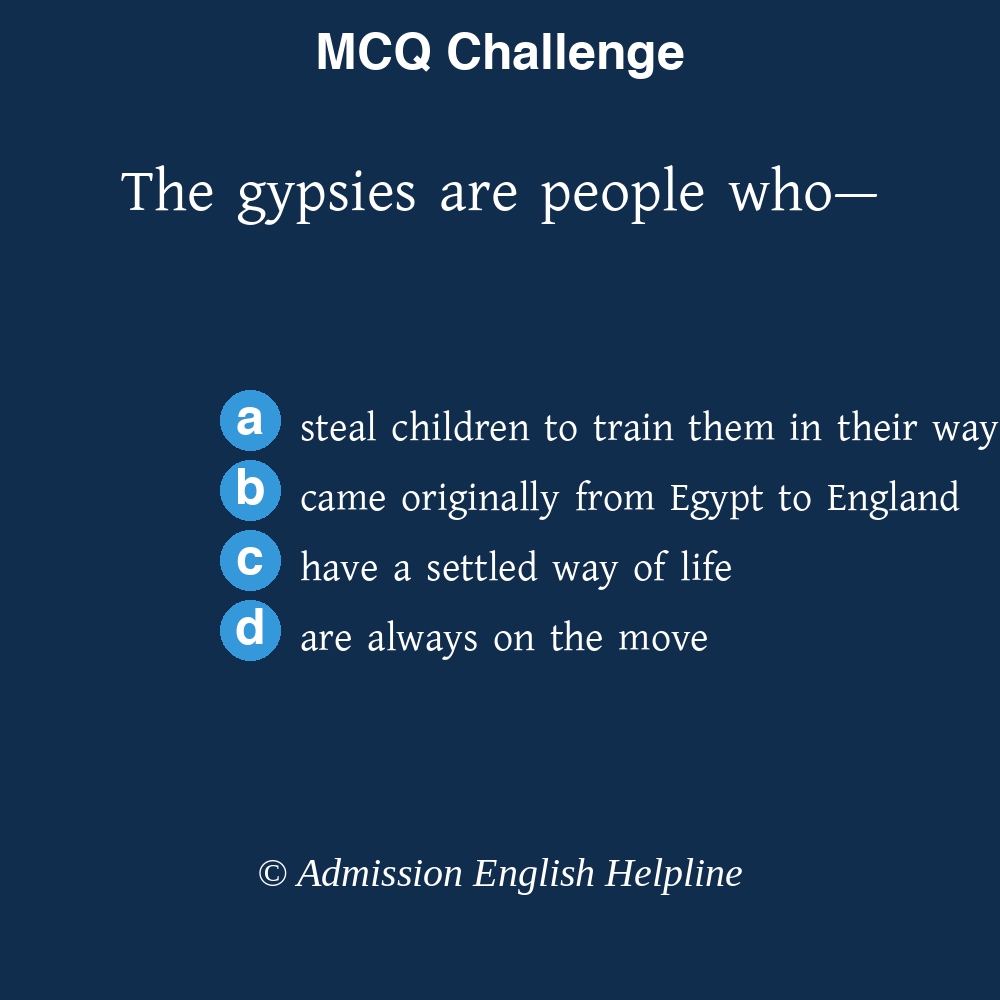 MCQ Challenge
The gypsies are people who—
a steal children to train them in their way
b came originally from Egypt to England
c have a settled way of life
d are always on the move
© Admission English Helpline